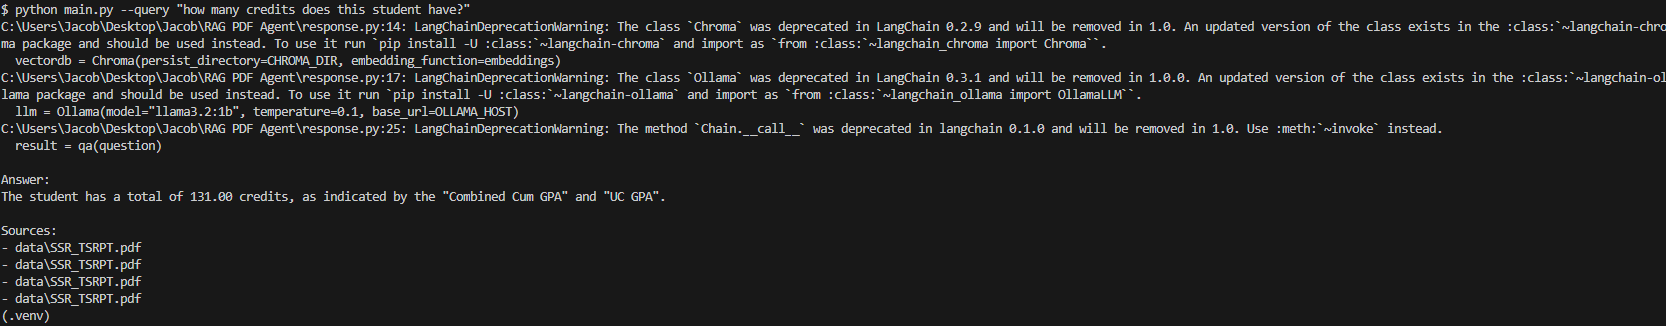 $ python main.py --query "how many credits does this student have?"
C:\Users\Jacob\Desktop\Jacob\RAG PDF Agent\response.py:14: LangChainDeprecationWarning: The class `Chroma` was deprecated in LangChain 0.2.9 and will be removed in 1.0. An updated version of the class exists in the :class:`~langchain-chro
ma package and should be used instead. To use it run `pip install -U :class:`~langchain-chroma` and import as `from :class:`~langchain_chroma import Chroma``.
  vectordb = Chroma(persist_directory=CHROMA_DIR, embedding_function=embeddings)
C:\Users\Jacob\Desktop\Jacob\RAG PDF Agent\response.py:17: LangChainDeprecationWarning: The class `Ollama` was deprecated in LangChain 0.3.1 and will be removed in 1.0.0. An updated version of the class exists in the :class:`~langchain-ol
lama package and should be used instead. To use it run `pip install -U :class:`~langchain-ollama` and import as `from :class:`~langchain_ollama import OllamaLLM``.
  llm = Ollama(model="llama3.2:1b", temperature=0.1, base_url=OLLAMA_HOST)
C:\Users\Jacob\Desktop\Jacob\RAG PDF Agent\response.py:25: LangChainDeprecationWarning: The method `Chain.__call__` was deprecated in langchain 0.1.0 and will be removed in 1.0. Use :meth:`~invoke` instead.
  result = qa(question)
Answer:
The student has a total of 131.00 credits, as indicated by the "Combined Cum GPA" and "UC GPA".
Sources:
- data\SSR_TSRPT.pdf
- data\SSR_TSRPT.pdf
- data\SSR_TSRPT.pdf
- data\SSR_TSRPT.pdf
(.venv)